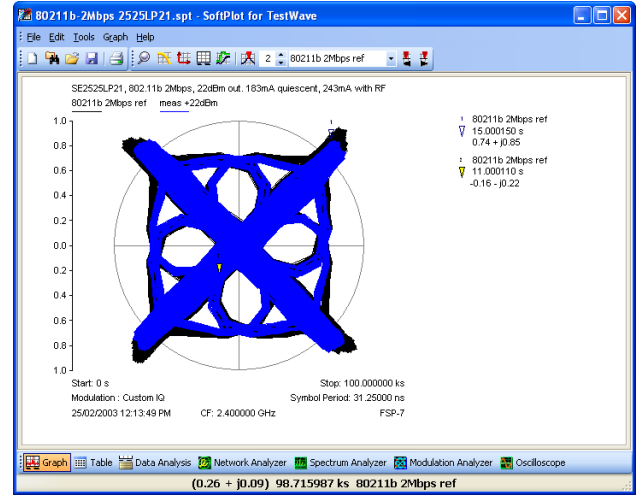 80211b-2Mbps 2525LP21.spt - SoftPlot for TestWave
File Edit Tools Graph Help
2 80211b 2Mbps ref
SE2525LP21, 802.11b 2Mbps, 22dBm out. 183mA quiescent, 243mA with RF
80211b 2Mbps ref meas +22dBm
1.0
0.8
0.6
0.4
0.2
0.0
0.2
0.4
0.6
0.8
1.0
80211b 2Mbps ref
15.000150 s
0.74 + j0.85
80211b 2Mbps ref
11.000110 s
-0.16 - j0.22
Start: 0 s Stop: 100.000000 ks
Modulation : Custom IQ Symbol Period: 31.25000 ns
25/02/2003 12:13:49 PM CF: 2.400000 GHz FSP-7
Graph Table Data Analysis Network Analyzer Spectrum Analyzer Modulation Analyzer Oscilloscope
(0.26 + j0.09) 98.715987 ks 80211b 2Mbps ref